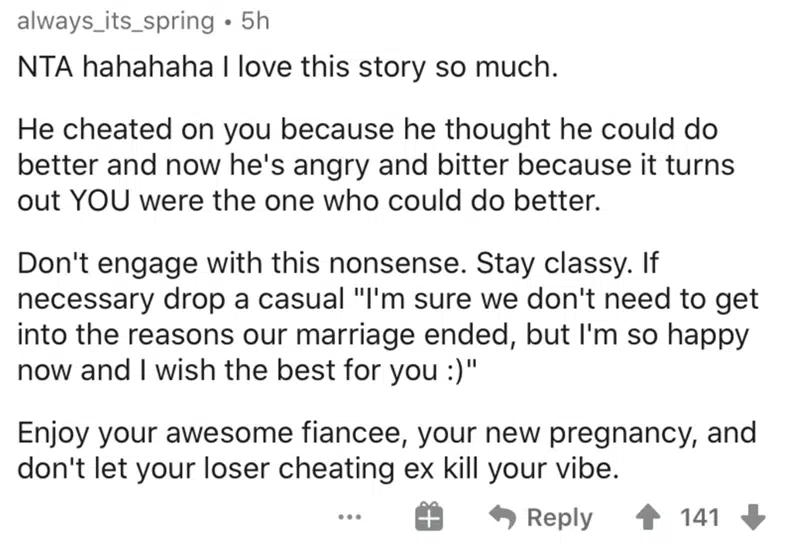 always_its_spring • 5h
NTA hahahaha I love this story so much.
He cheated on you because he thought he could do
better and now he's angry and bitter because it turns
out YOU were the one who could do better.
Don't engage with this nonsense. Stay classy. If
necessary drop a casual "I'm sure we don't need to get
into the reasons our marriage ended, but I'm so happy
now and I wish the best for you :)"
Enjoy your awesome fiancee, your new pregnancy, and
don't let your loser cheating ex kill your vibe.
... Reply 141